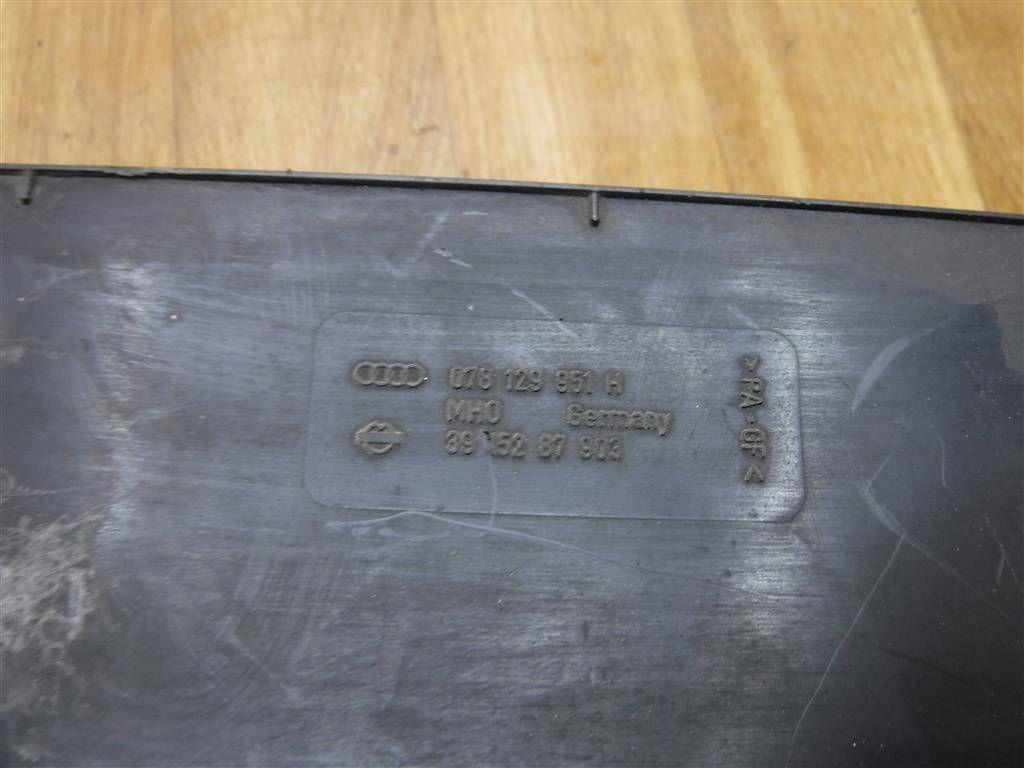 078 129 951 H
MHO Germany
39 152 87 903
>PA-GF<